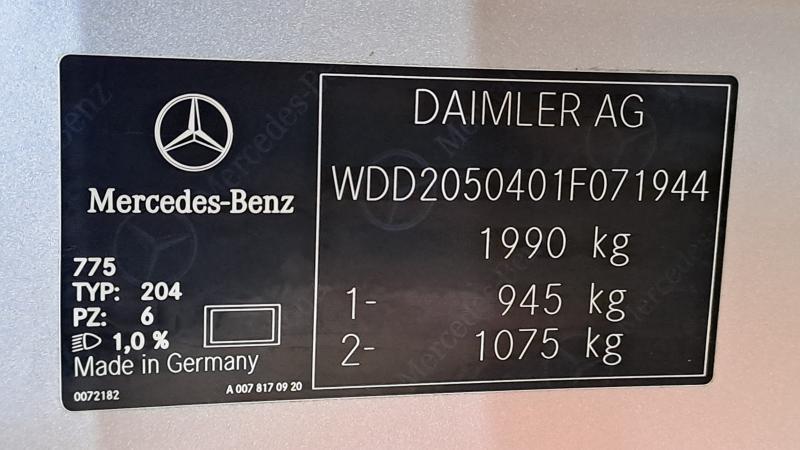 Mercedes-Benz
775
TYP: 204
PZ: 6
1,0 %
Made in Germany
0072182
A 007 817 09 20
DAIMLER AG
WDD2050401F071944
1990 kg
1- 945 kg
2- 1075 kg